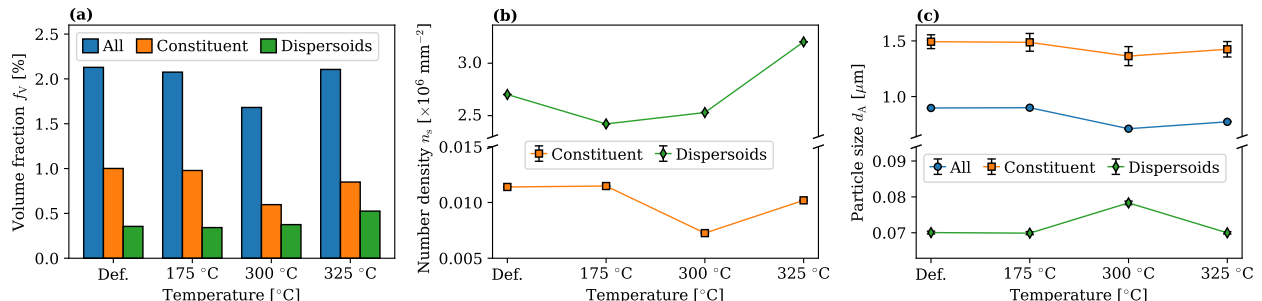 (a)
Volume fraction f_V [%]
2.5
2.0
1.5
1.0
0.5
0.0
All
Constituent
Dispersoids
Def.
175 °C
300 °C
325 °C
Temperature [°C]
(b)
Number density n_s [×10⁶ mm⁻²]
3.0
2.5
0.015
0.010
0.005
Constituent
Dispersoids
Def.
175 °C
300 °C
325 °C
Temperature [°C]
(c)
Particle size d_A [μm]
1.5
1.0
0.09
0.08
0.07
All
Constituent
Dispersoids
Def.
175 °C
300 °C
325 °C
Temperature [°C]